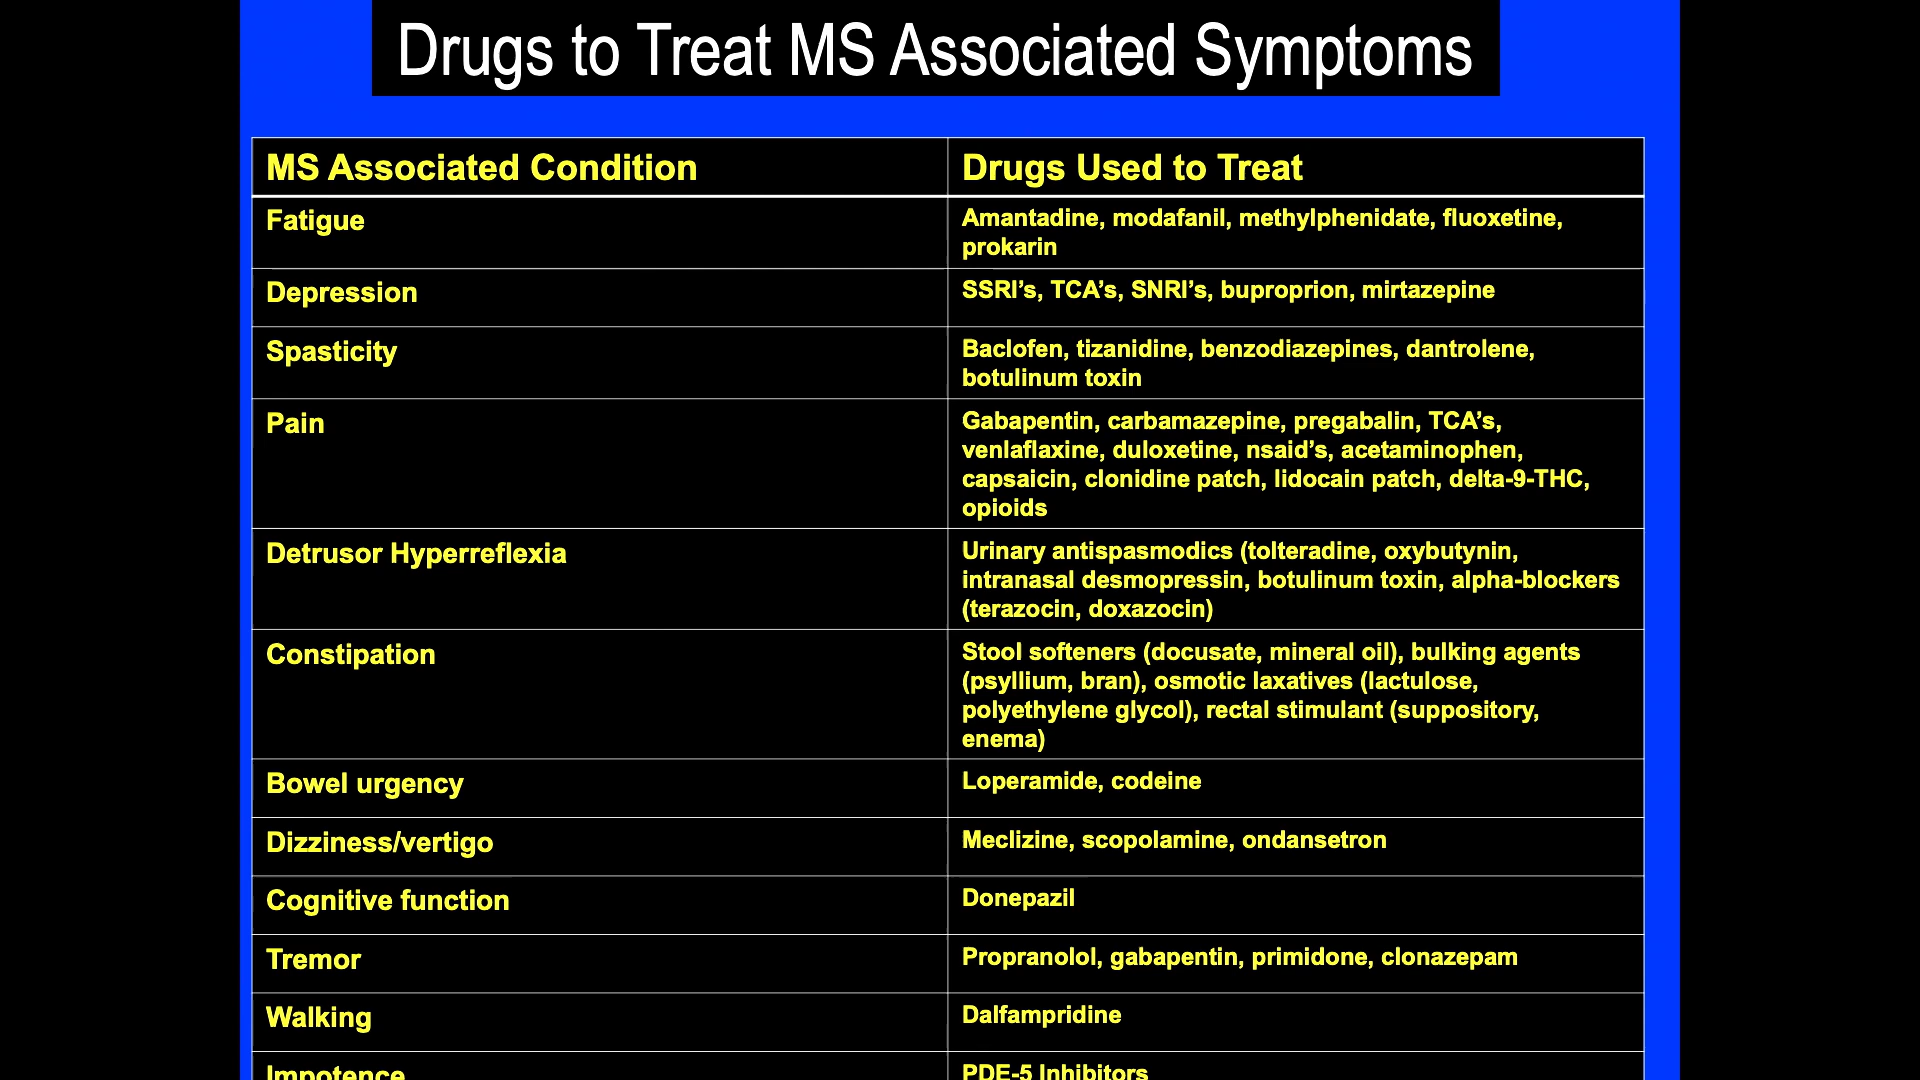 Drugs to Treat MS Associated Symptoms
MS Associated Condition
Drugs Used to Treat
Fatigue
Amantadine, modafanil, methylphenidate, fluoxetine,
prokarin
Depression
SSRI’s, TCA’s, SNRI’s, buproprion, mirtazepine
Spasticity
Baclofen, tizanidine, benzodiazepines, dantrolene,
botulinum toxin
Pain
Gabapentin, carbamazepine, pregabalin, TCA’s,
venlaflaxine, duloxetine, nsaid’s, acetaminophen,
capsaicin, clonidine patch, lidocain patch, delta-9-THC,
opioids
Detrusor Hyperreflexia
Urinary antispasmodics (tolteradine, oxybutynin,
intranasal desmopressin, botulinum toxin, alpha-blockers
(terazocin, doxazocin)
Constipation
Stool softeners (docusate, mineral oil), bulking agents
(psyllium, bran), osmotic laxatives (lactulose,
polyethylene glycol), rectal stimulant (suppository,
enema)
Bowel urgency
Loperamide, codeine
Dizziness/vertigo
Meclizine, scopolamine, ondansetron
Cognitive function
Donepazil
Tremor
Propranolol, gabapentin, primidone, clonazepam
Walking
Dalfampridine
Impotence
PDE-5 Inhibitors